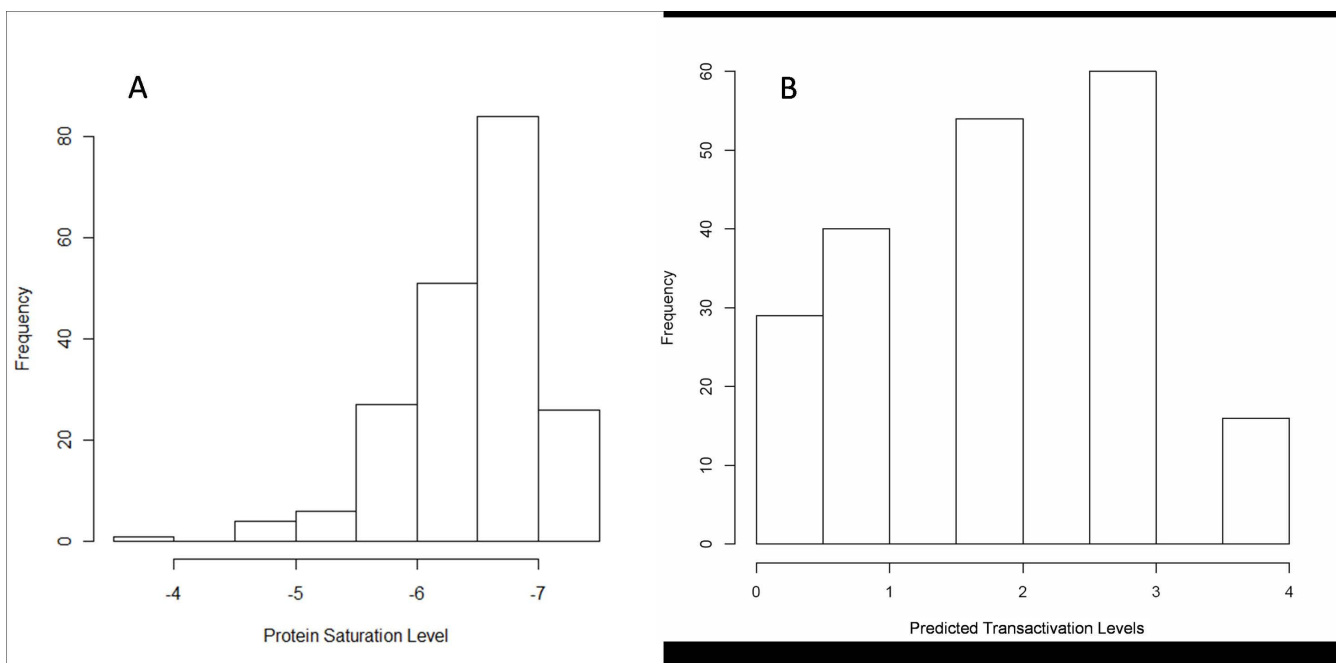 A
Frequency
80
60
40
20
0
-4 -5 -6 -7
Protein Saturation Level
B
Frequency
60
50
40
30
20
10
0
0 1 2 3 4
Predicted Transactivation Levels